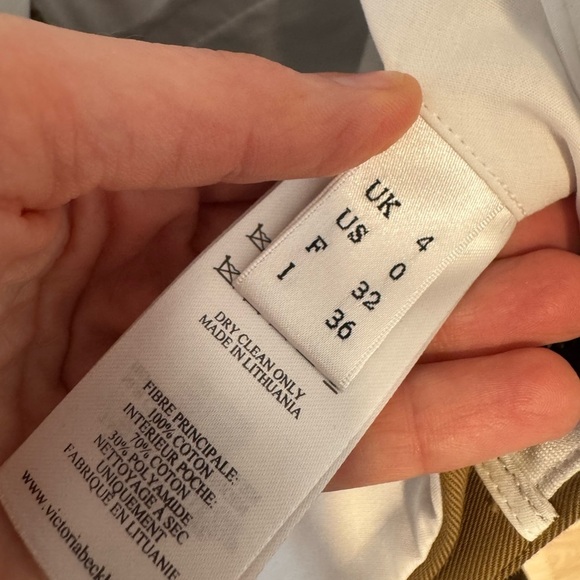 UK 4
US 0
F 32
I 36
DRY CLEAN ONLY
MADE IN LITHUANIA
FIBRE PRINCIPALE:
100% COTON
INTÉRIEUR POCHE:
70% COTON
30% POLYAMIDE
NETTOYAGE A SEC
UNIQUEMENT
FABRIQUE EN LITUANIE
www.victoriabeckh